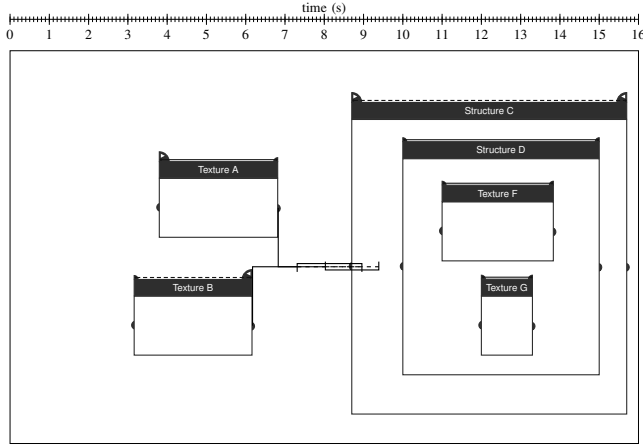 time (s)
0 1 2 3 4 5 6 7 8 9 10 11 12 13 14 15 16
Structure C
Structure D
Texture A
Texture F
Texture B
Texture G